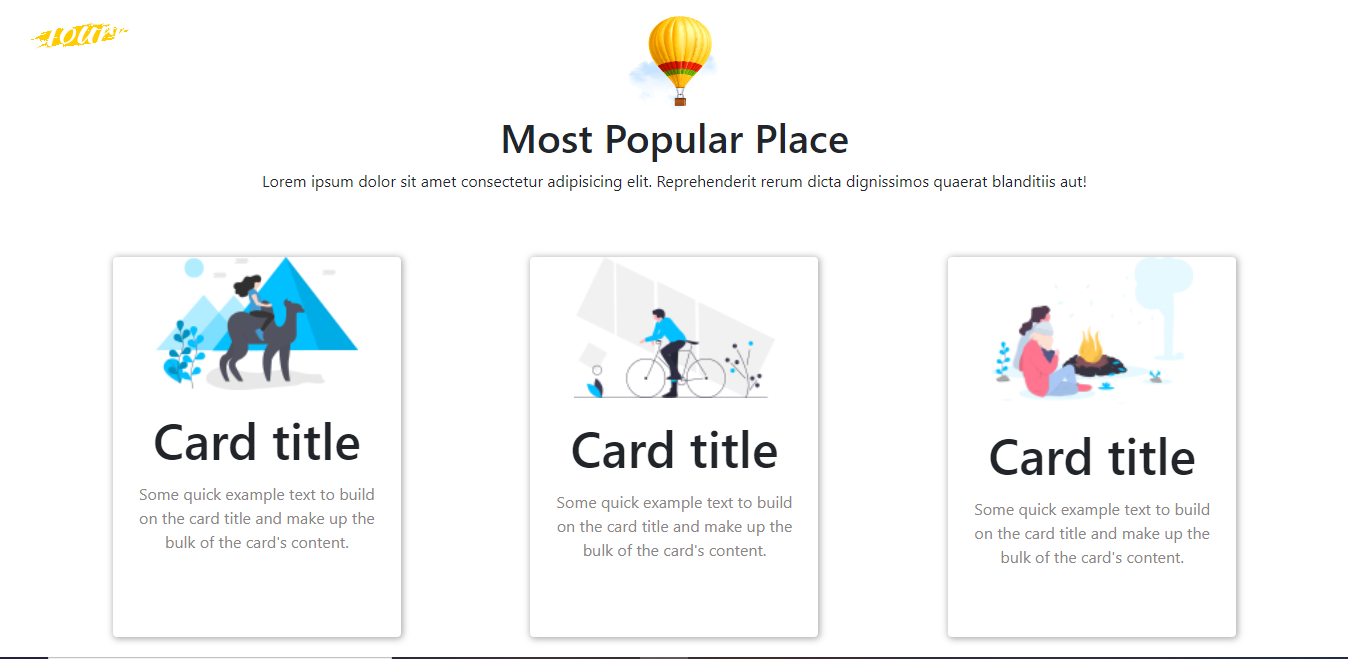 Tour
Most Popular Place
Lorem ipsum dolor sit amet consectetur adipisicing elit. Reprehenderit rerum dicta dignissimos quaerat blanditiis aut!
Card title
Some quick example text to build
on the card title and make up the
bulk of the card's content.
Card title
Some quick example text to build
on the card title and make up the
bulk of the card's content.
Card title
Some quick example text to build
on the card title and make up the
bulk of the card's content.